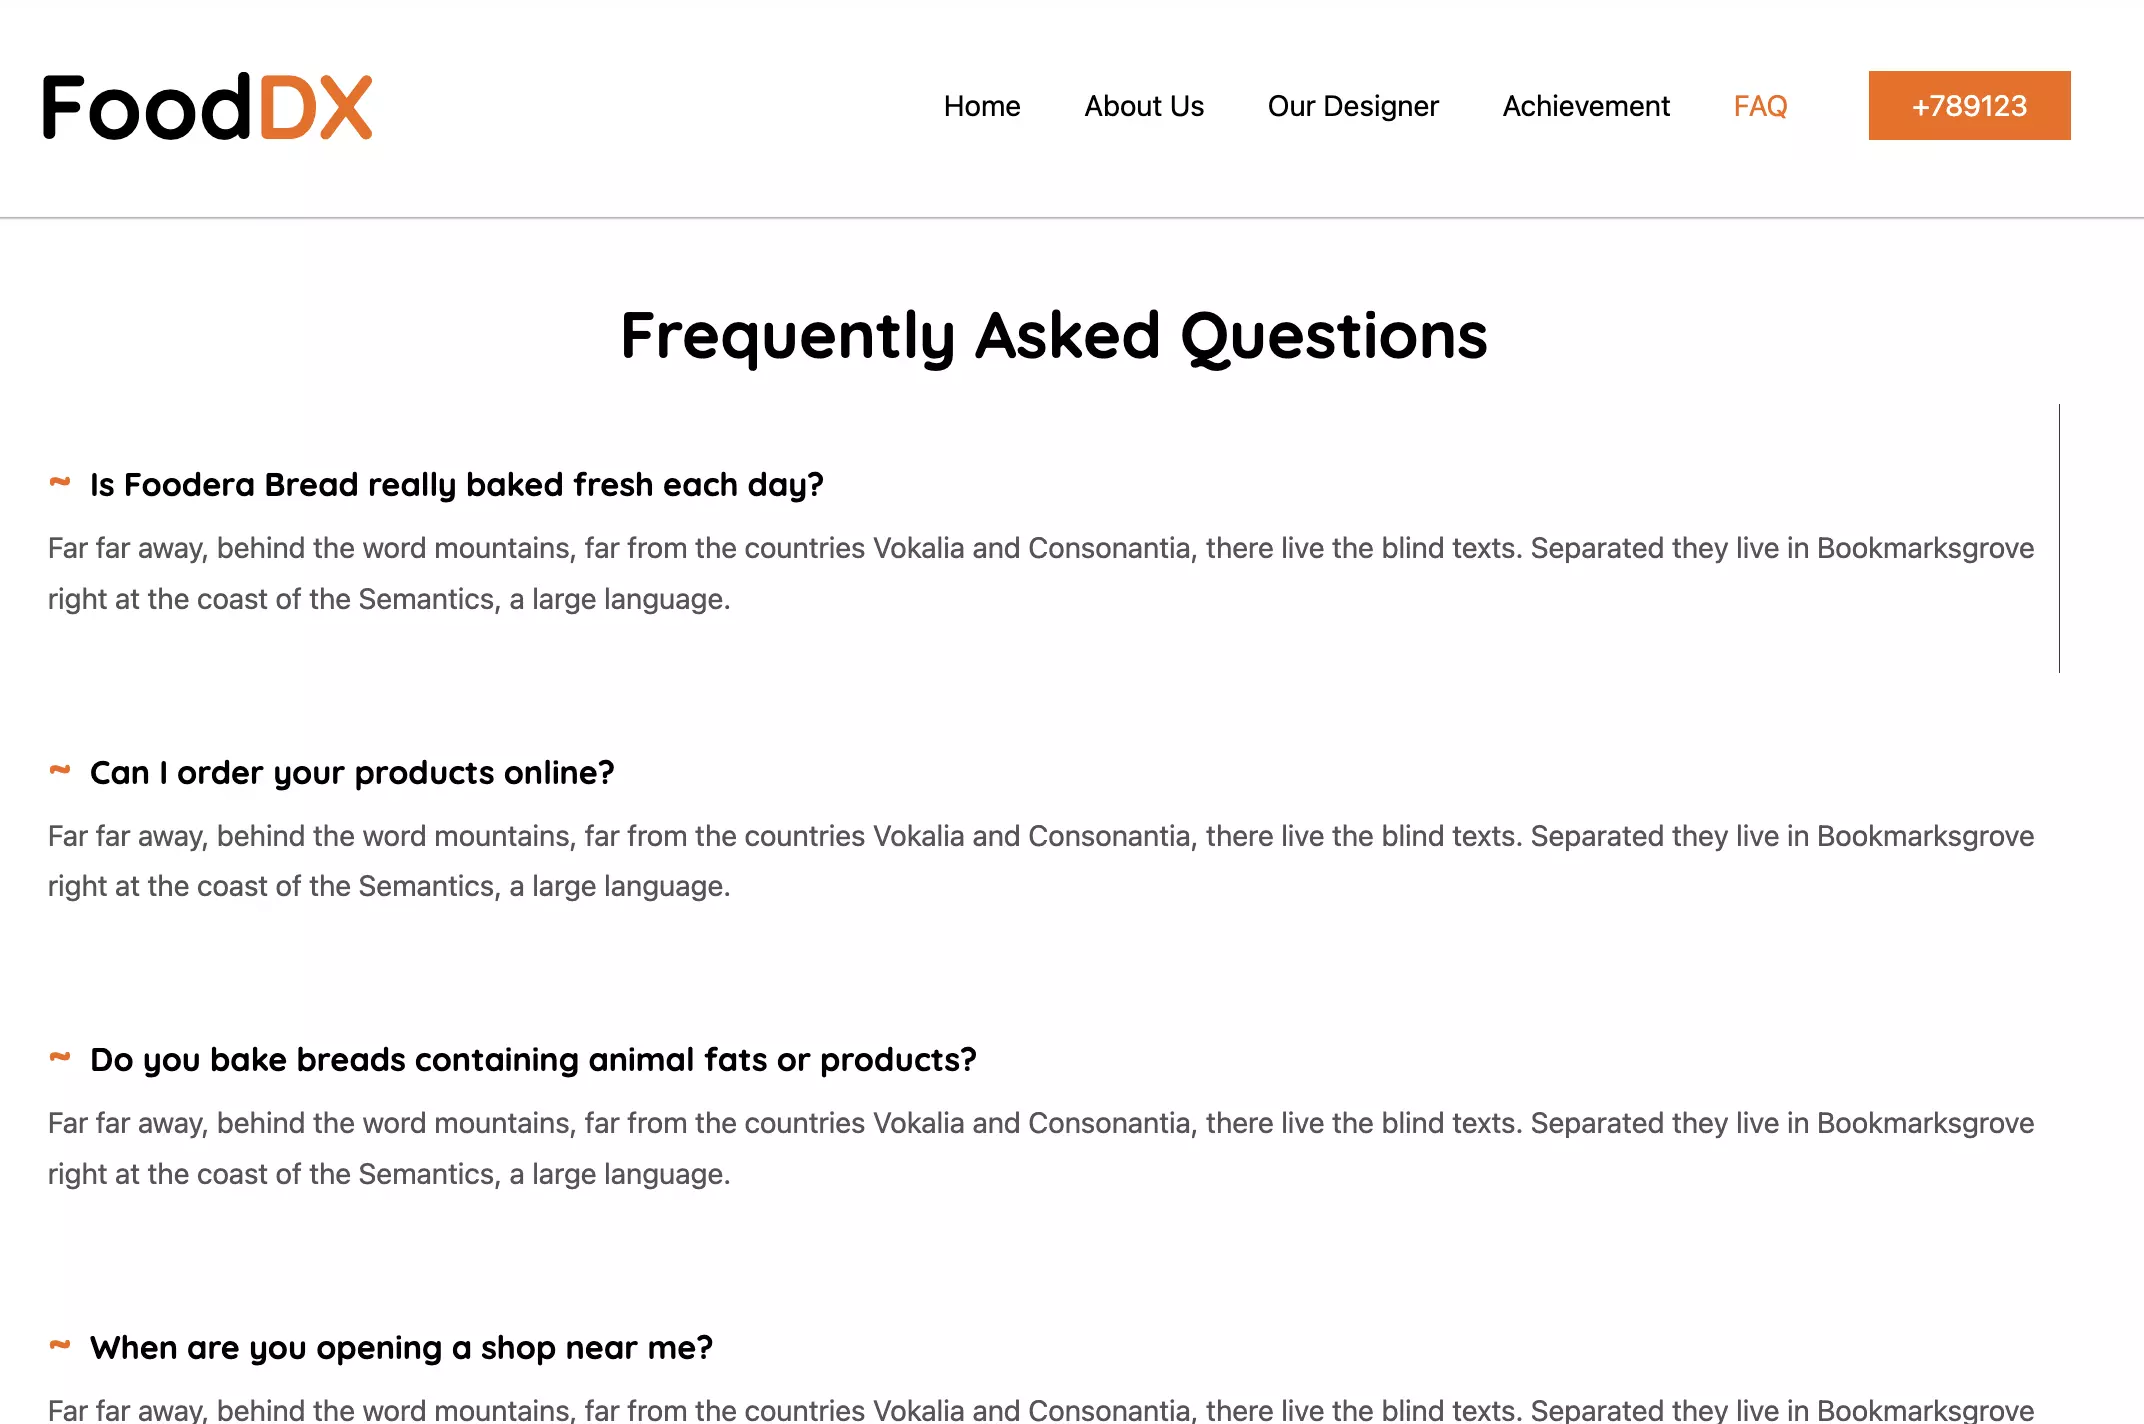 FoodDX
Home About Us Our Designer Achievement FAQ +789123
Frequently Asked Questions
~ Is Foodera Bread really baked fresh each day?
Far far away, behind the word mountains, far from the countries Vokalia and Consonantia, there live the blind texts. Separated they live in Bookmarksgrove
right at the coast of the Semantics, a large language.
~ Can I order your products online?
Far far away, behind the word mountains, far from the countries Vokalia and Consonantia, there live the blind texts. Separated they live in Bookmarksgrove
right at the coast of the Semantics, a large language.
~ Do you bake breads containing animal fats or products?
Far far away, behind the word mountains, far from the countries Vokalia and Consonantia, there live the blind texts. Separated they live in Bookmarksgrove
right at the coast of the Semantics, a large language.
~ When are you opening a shop near me?
Far far away, behind the word mountains, far from the countries Vokalia and Consonantia, there live the blind texts. Separated they live in Bookmarksgrove